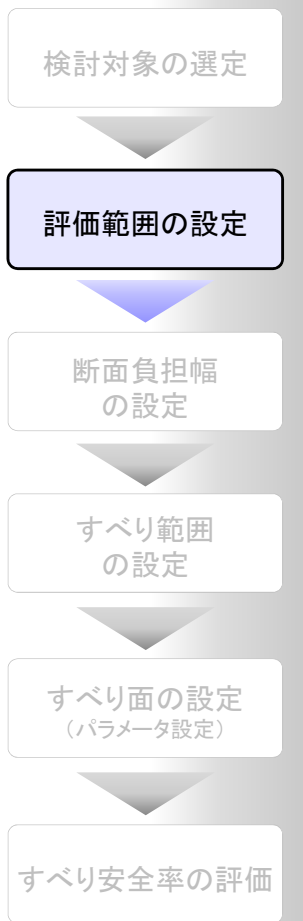 検討対象の選定
評価範囲の設定
断面負担幅
の設定
すべり範囲
の設定
すべり面の設定
（パラメータ設定）
すべり安全率の評価